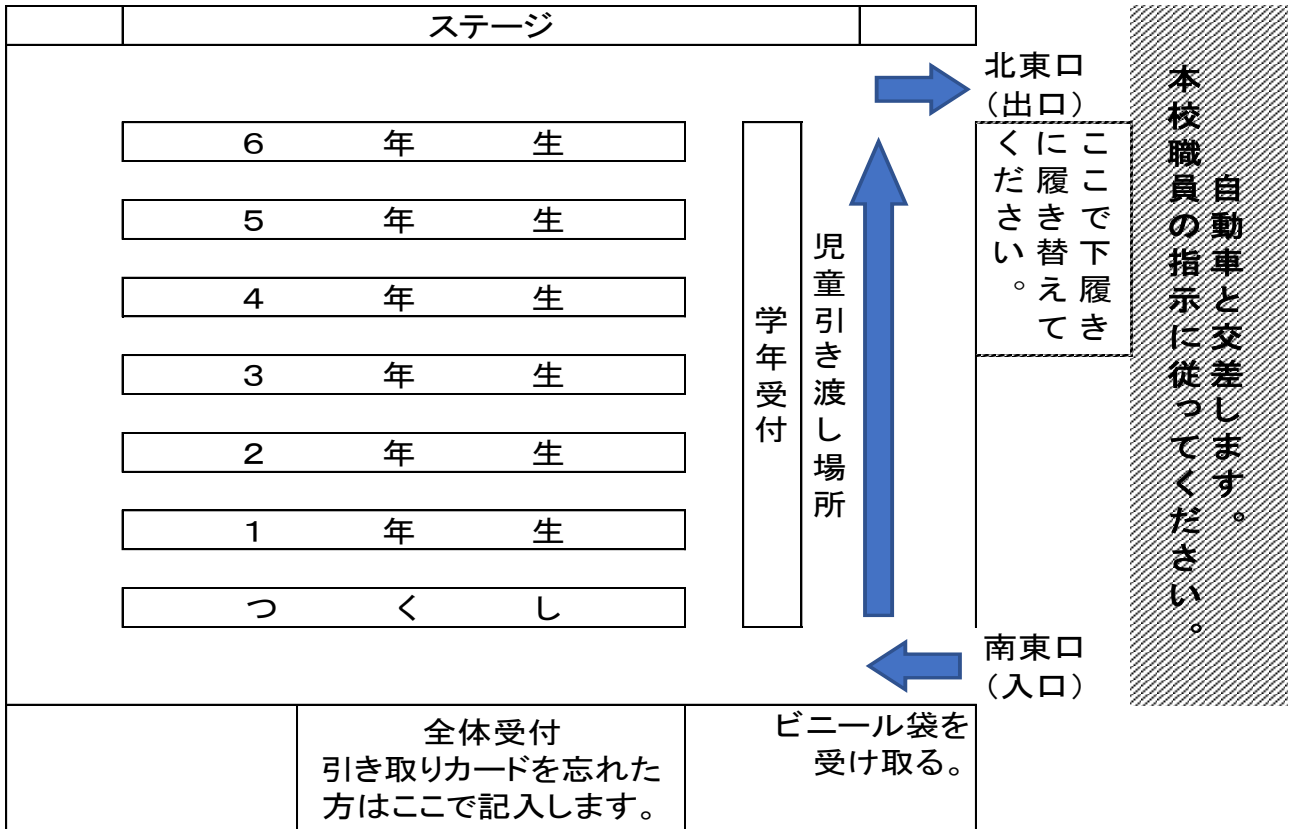 ステージ
北東口
（出口）
ここで下履き
に履き替えて
ください。
6 年 生
5 年 生
4 年 生
3 年 生
2 年 生
1 年 生
つ く し
学年受付
児童引き渡し場所
自動車と交差します。
本校職員の指示に従ってください。
南東口
（入口）
全体受付
引き取りカードを忘れた
方はここで記入します。
ビニール袋を
受け取る。